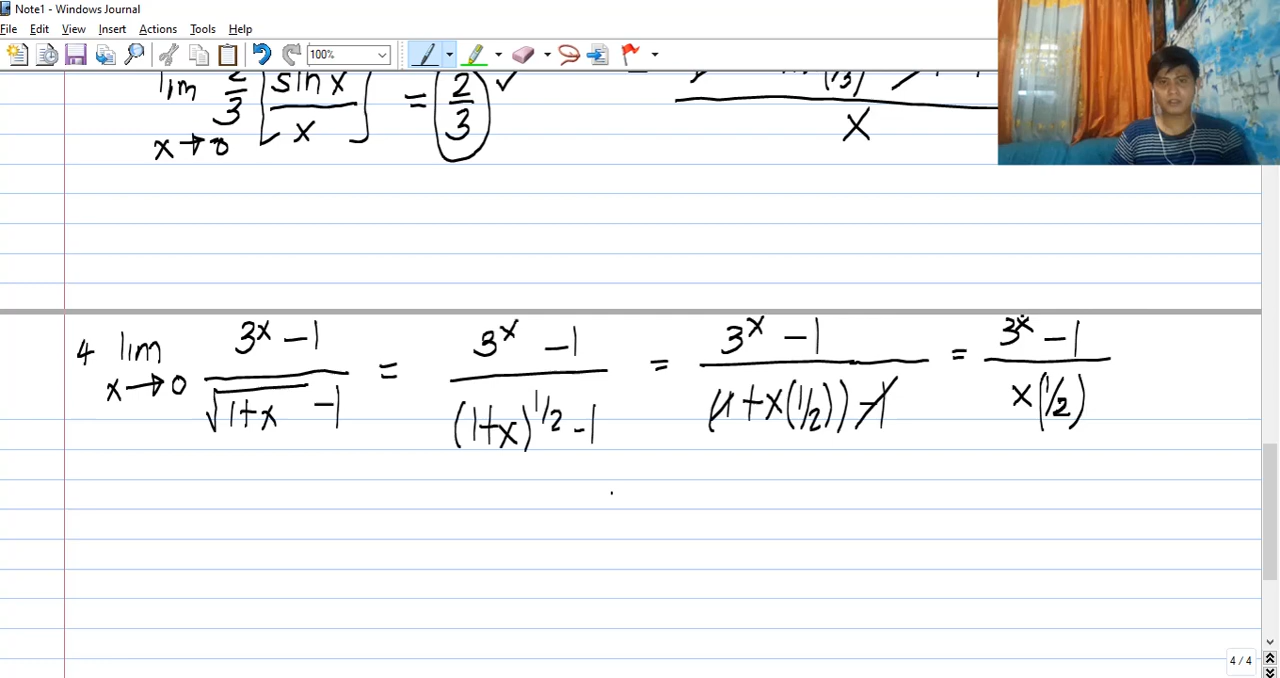 Note1 - Windows Journal
File Edit View Insert Actions Tools Help
100%
lim 2/3 [sin x / x] = (2/3) ✓
x→0
(1/3)
x
4 lim 3^x − 1 / √1+x − 1 = 3^x − 1 / (1+x)^1/2 − 1 = 3^x − 1 / (1+x(1/2)) − 1 = 3^x − 1 / x(1/2)
x→0
4 / 4